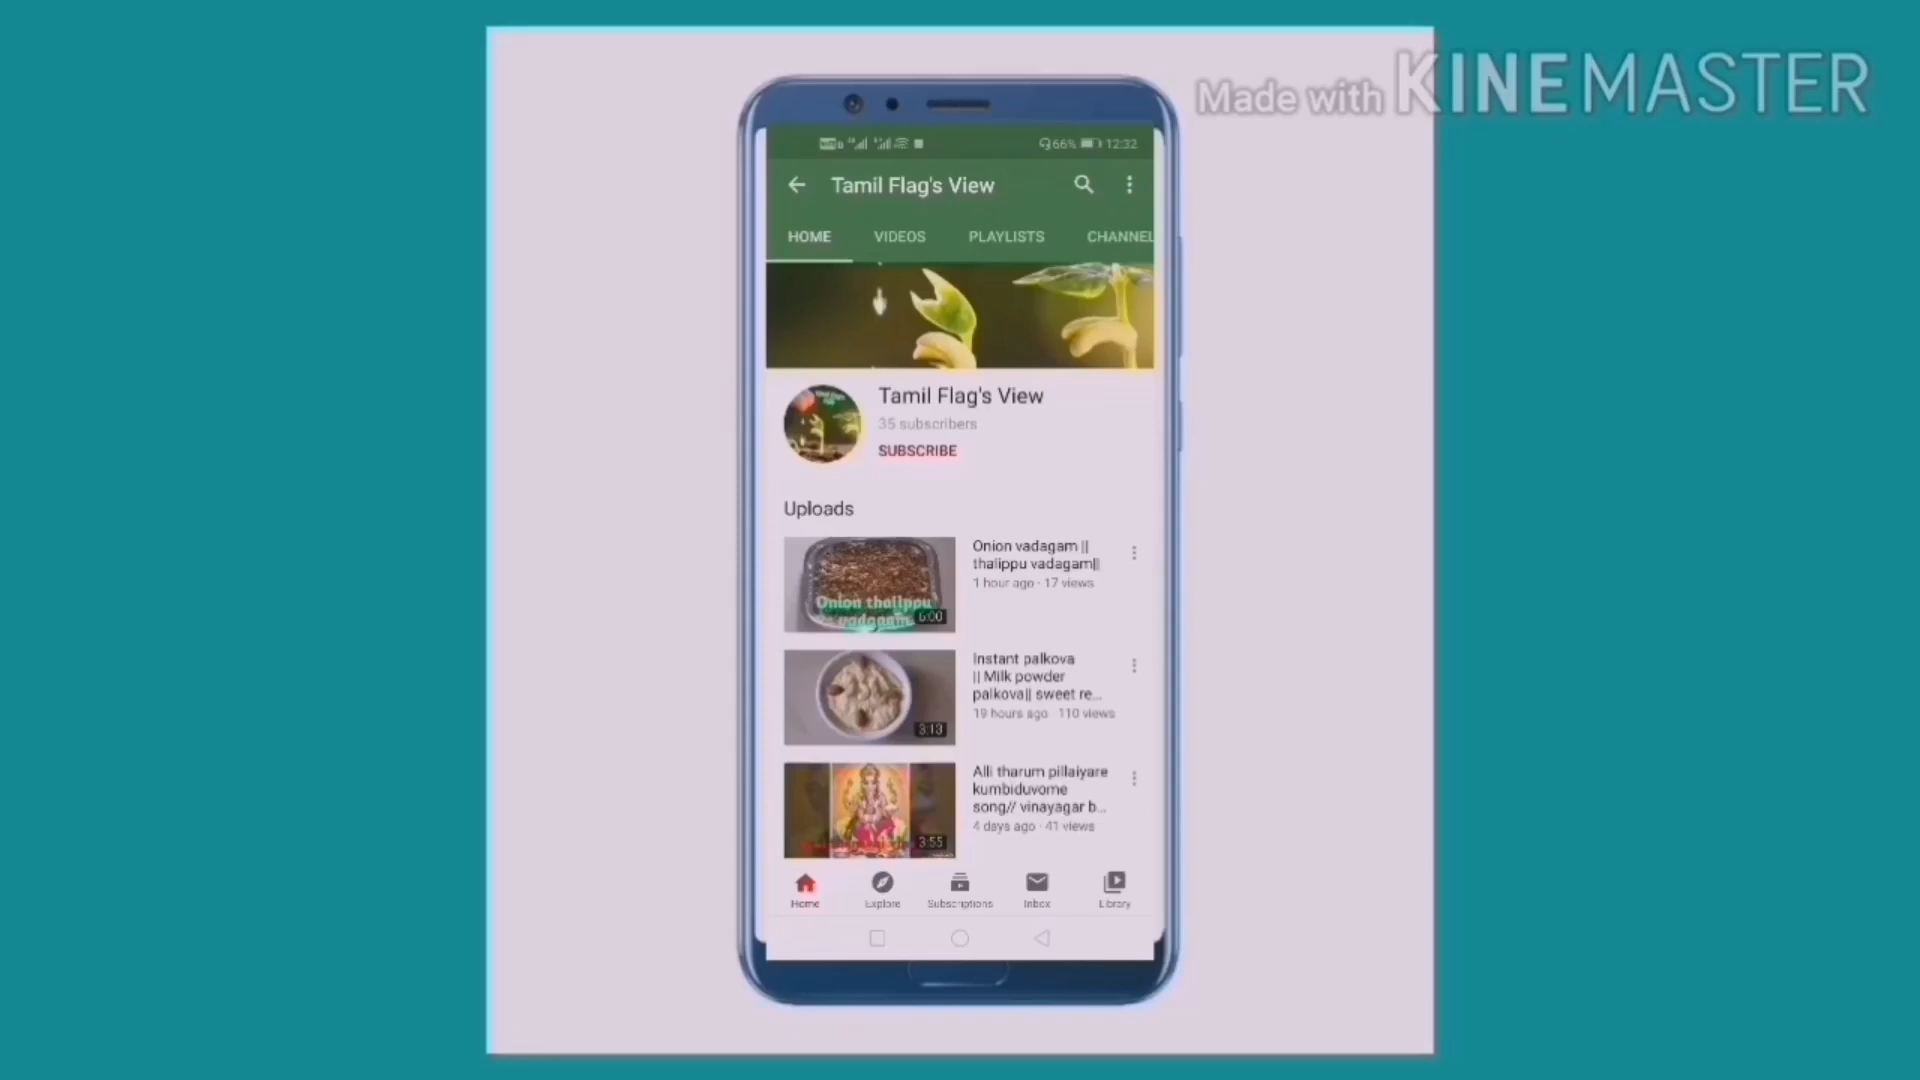 Made with KINEMASTER
66% 12:32
Tamil Flag's View
HOME VIDEOS PLAYLISTS CHANNEL
Tamil Flag's View
35 subscribers
SUBSCRIBE
Uploads
Onion thalippu
vadagam 6:00
Onion vadagam ||
thalippu vadagam||
1 hour ago · 17 views
3:13
Instant palkova
|| Milk powder
palkova|| sweet re...
19 hours ago · 110 views
3:55
Alli tharum pillaiyare
kumbiduvome
song// vinayagar b...
4 days ago · 41 views
Home Explore Subscriptions Inbox Library